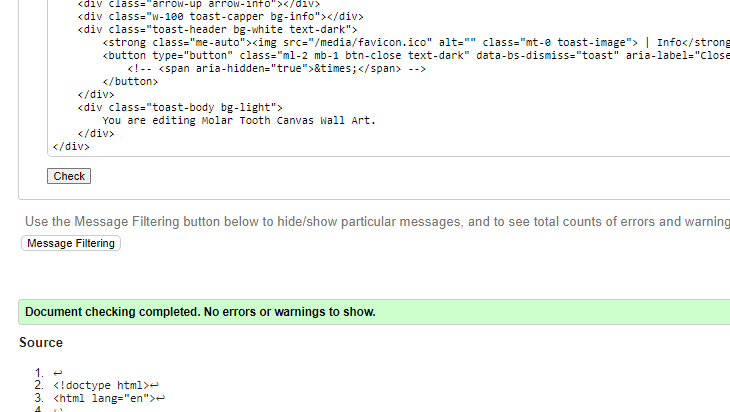 <div class="arrow-up arrow-info"></div>
<div class="w-100 toast-capper bg-info"></div>
<div class="toast-header bg-white text-dark">
<strong class="me-auto"><img src="/media/favicon.ico" alt="" class="mt-0 toast-image"> | Info</strong
<button type="button" class="ml-2 mb-1 btn-close text-dark" data-bs-dismiss="toast" aria-label="Close
<!-- <span aria-hidden="true">&times;</span> -->
</button>
</div>
<div class="toast-body bg-light">
You are editing Molar Tooth Canvas Wall Art.
</div>
</div>
Check
Use the Message Filtering button below to hide/show particular messages, and to see total counts of errors and warning
Message Filtering
Document checking completed. No errors or warnings to show.
Source
1. ↩
2. <!doctype html>↩
3. <html lang="en">↩
4. ↩